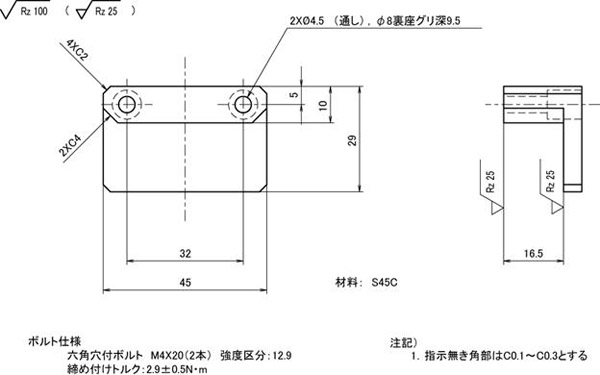 Rz 100 ( Rz 25 )
2XØ4.5 (通し) , φ8裏座グリ深9.5
4XC2
2XC4
5
10
29
32
45
Rz 25
Rz 25
16.5
材料: S45C
ボルト仕様
六角穴付ボルト M4X20(2本) 強度区分:12.9
締め付けトルク:2.9±0.5N・m
注記)
1. 指示無き角部はC0.1~C0.3とする